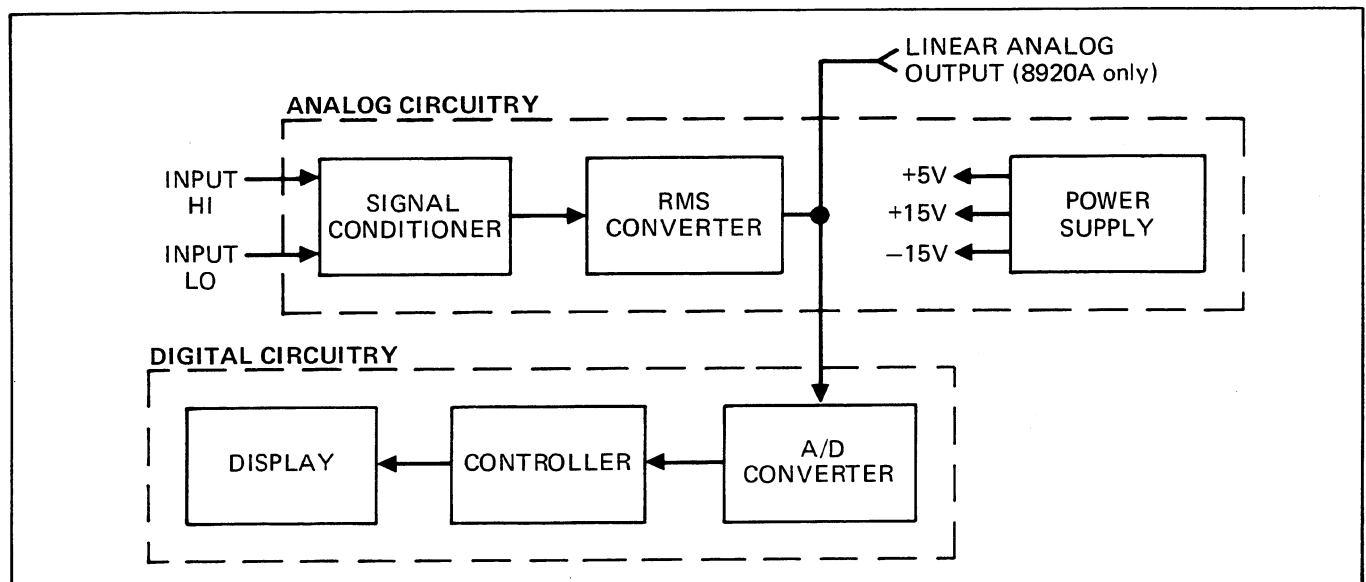 LINEAR ANALOG
OUTPUT (8920A only)
ANALOG CIRCUITRY
INPUT
HI
INPUT
LO
SIGNAL
CONDITIONER
RMS
CONVERTER
+5V
+15V
−15V
POWER
SUPPLY
DIGITAL CIRCUITRY
DISPLAY
CONTROLLER
A/D
CONVERTER